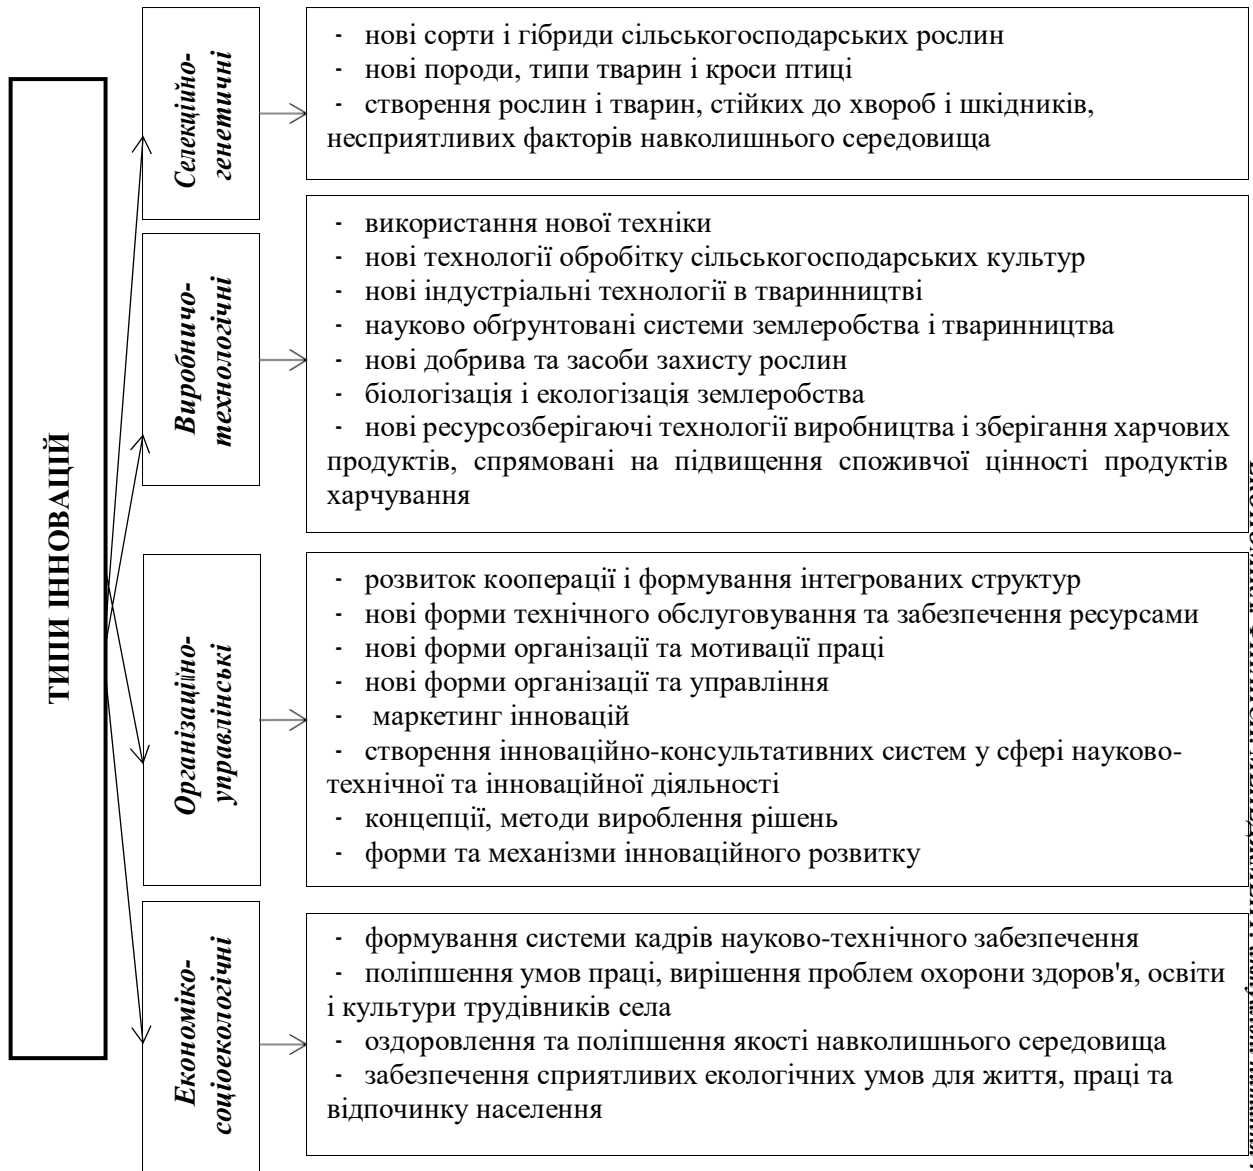 ТИПИ ІННОВАЦІЙ
Селекційно-
генетичні
- нові сорти і гібриди сільськогосподарських рослин
- нові породи, типи тварин і кроси птиці
- створення рослин і тварин, стійких до хвороб і шкідників,
несприятливих факторів навколишнього середовища
Виробничо-
технологічні
- використання нової техніки
- нові технології обробітку сільськогосподарських культур
- нові індустріальні технології в тваринництві
- науково обґрунтовані системи землеробства і тваринництва
- нові добрива та засоби захисту рослин
- біологізація і екологізація землеробства
- нові ресурсозберігаючі технології виробництва і зберігання харчових
продуктів, спрямовані на підвищення споживчої цінності продуктів
харчування
Організаційно-
управлінські
- розвиток кооперації і формування інтегрованих структур
- нові форми технічного обслуговування та забезпечення ресурсами
- нові форми організації та мотивації праці
- нові форми організації та управління
- маркетинг інновацій
- створення інноваційно-консультативних систем у сфері науково-
технічної та інноваційної діяльності
- концепції, методи вироблення рішень
- форми та механізми інноваційного розвитку
Економіко-
соціоекологічні
- формування системи кадрів науково-технічного забезпечення
- поліпшення умов праці, вирішення проблем охорони здоров'я, освіти
і культури трудівників села
- оздоровлення та поліпшення якості навколишнього середовища
- забезпечення сприятливих екологічних умов для життя, праці та
відпочинку населення